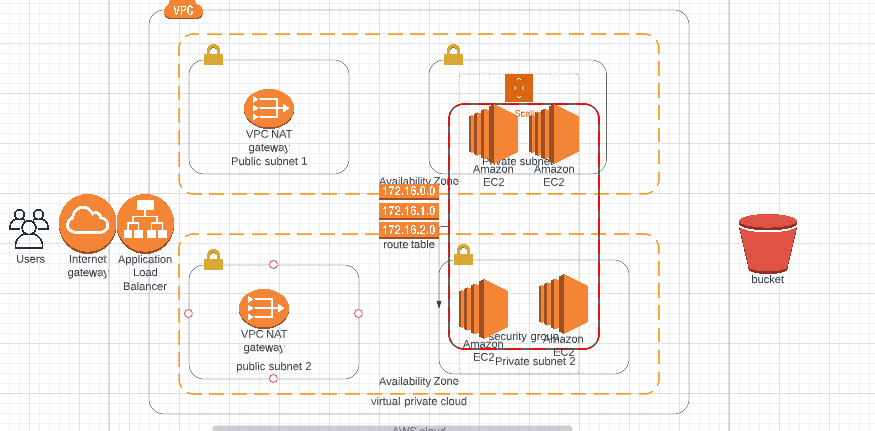 VPC
VPC NAT
gateway
Public subnet 1
Private subnet
Amazon
EC2
Amazon
EC2
Availability Zone
172.16.0.0
172.16.1.0
172.16.2.0
route table
Users
Internet
gateway
Application
Load
Balancer
bucket
VPC NAT
gateway
public subnet 2
security group
Amazon
EC2
Amazon
EC2
Private subnet 2
Availability Zone
virtual private cloud
AWS cloud